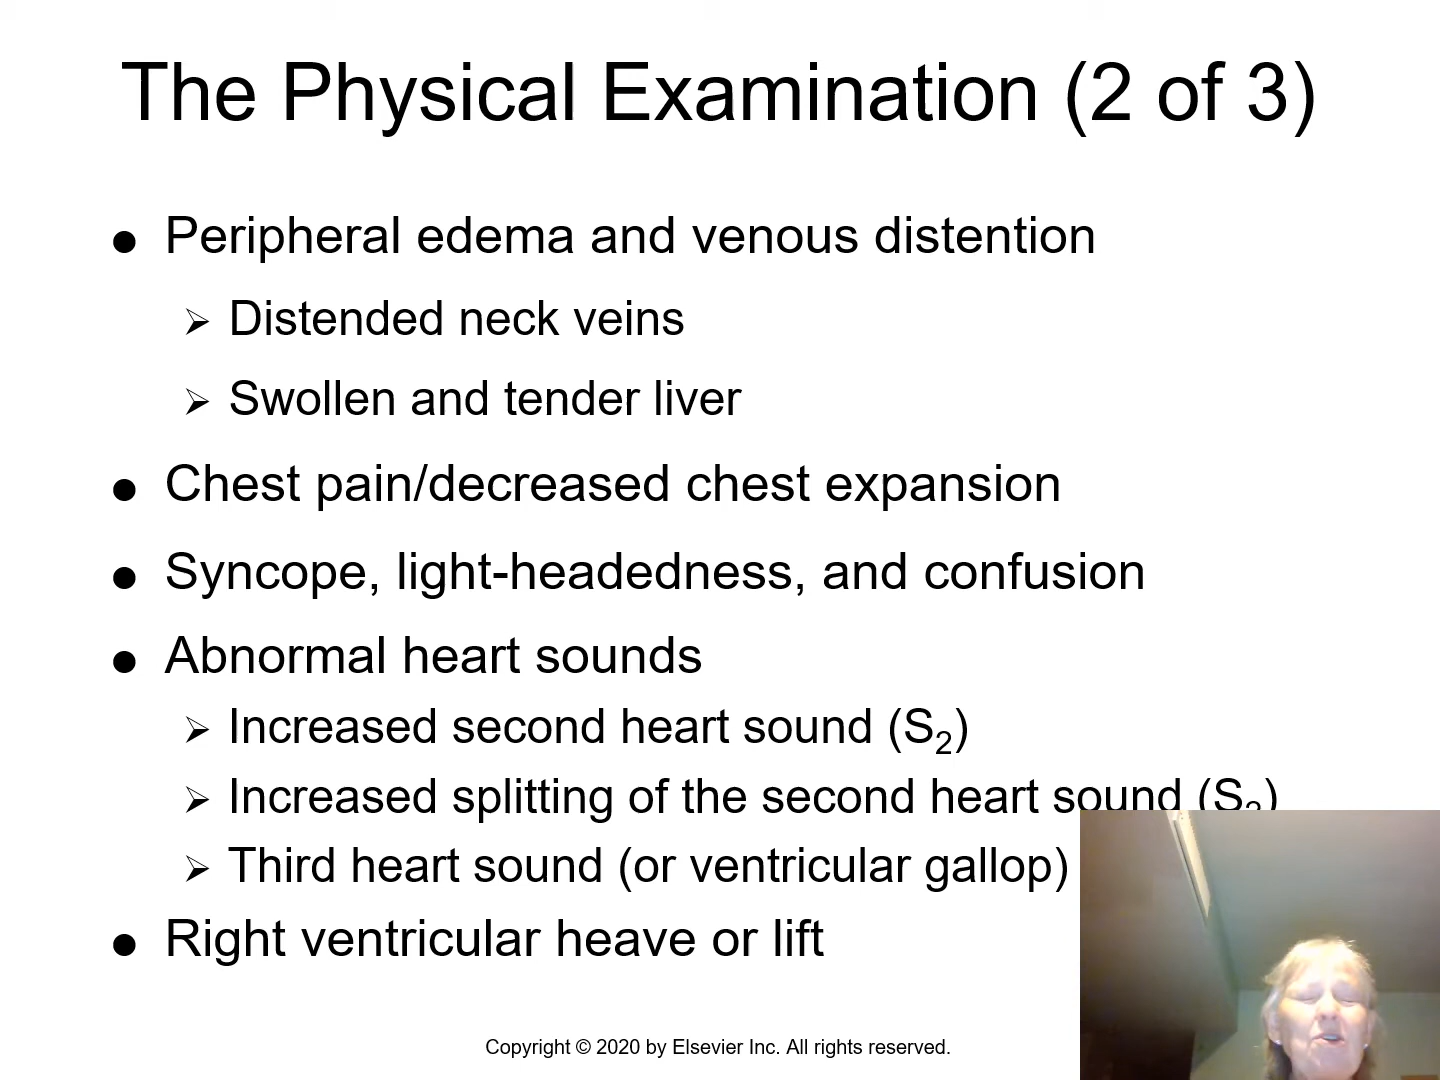 The Physical Examination (2 of 3)
● Peripheral edema and venous distention
➢ Distended neck veins
➢ Swollen and tender liver
● Chest pain/decreased chest expansion
● Syncope, light-headedness, and confusion
● Abnormal heart sounds
➢ Increased second heart sound (S₂)
➢ Increased splitting of the second heart sound (S₂)
➢ Third heart sound (or ventricular gallop)
● Right ventricular heave or lift
Copyright © 2020 by Elsevier Inc. All rights reserved.